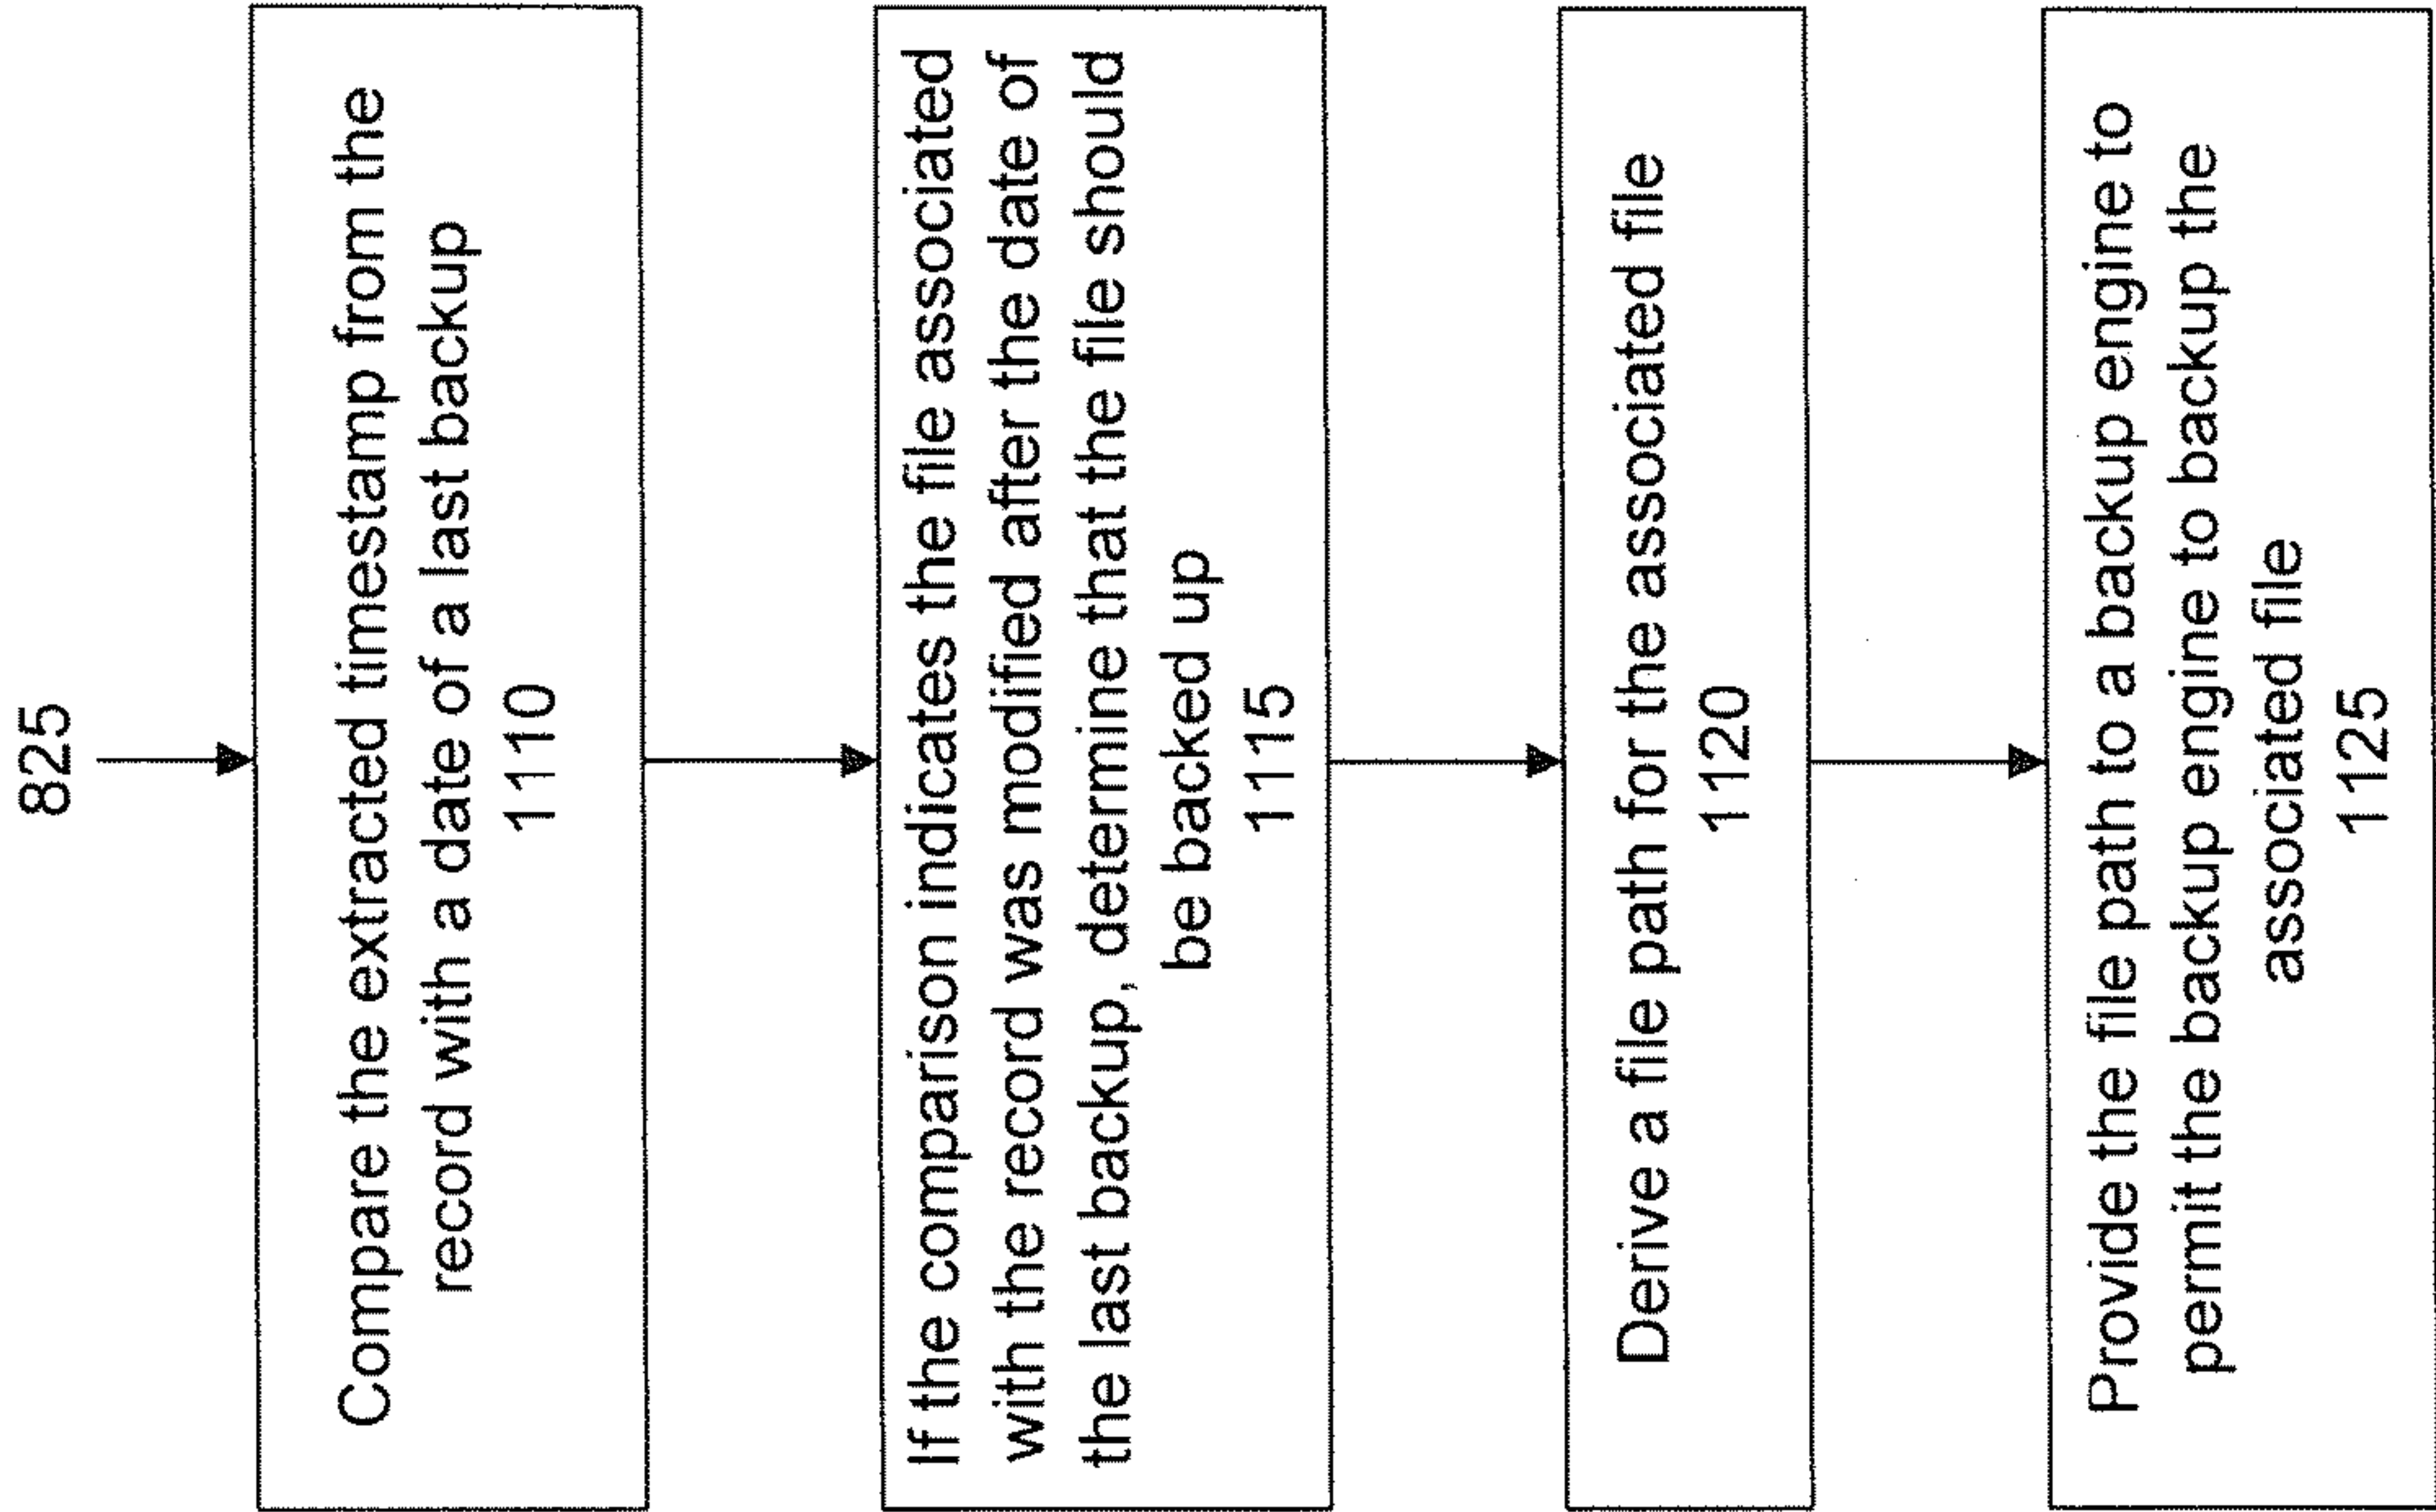 825
Compare the extracted timestamp from the
record with a date of a last backup
1110
If the comparison indicates the file associated
with the record was modified after the date of
the last backup, determine that the file should
be backed up
1115
Derive a file path for the associated file
1120
Provide the file path to a backup engine to
permit the backup engine to backup the
associated file
1125